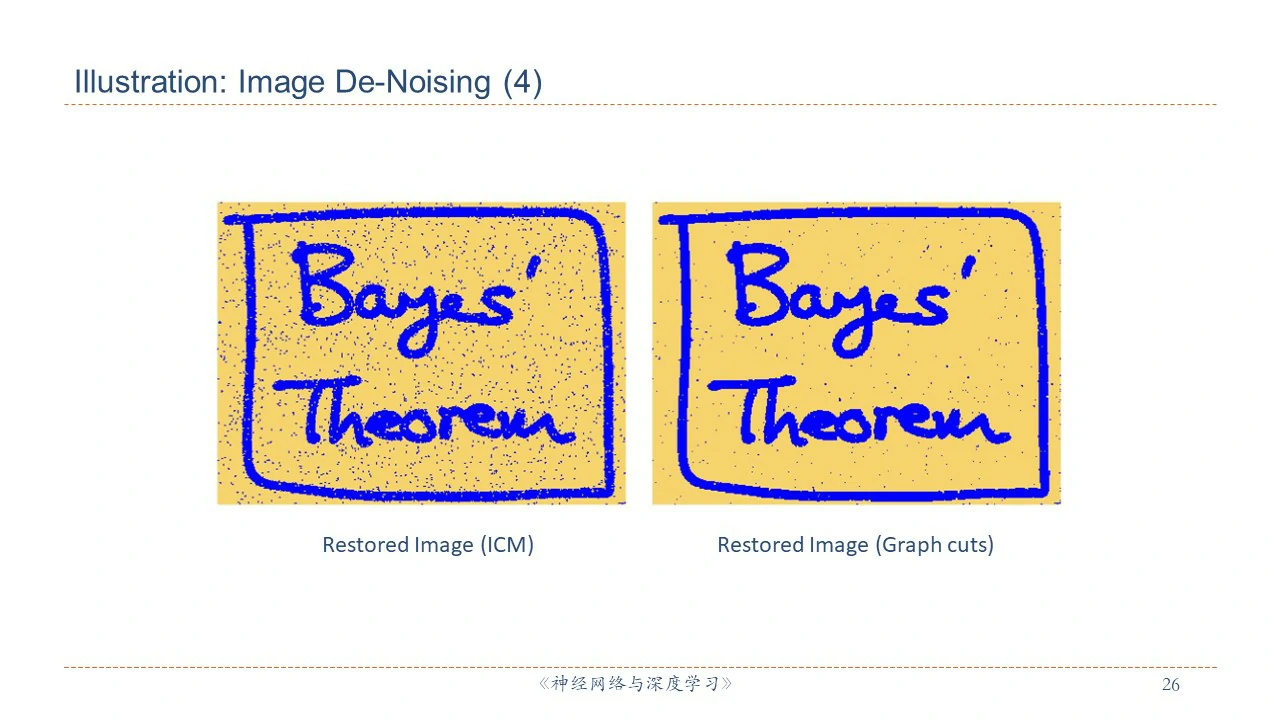 Illustration: Image De-Noising (4)
Bayes'
Theorem
Bayes'
Theorem
Restored Image (ICM)
Restored Image (Graph cuts)
《神经网络与深度学习》
26